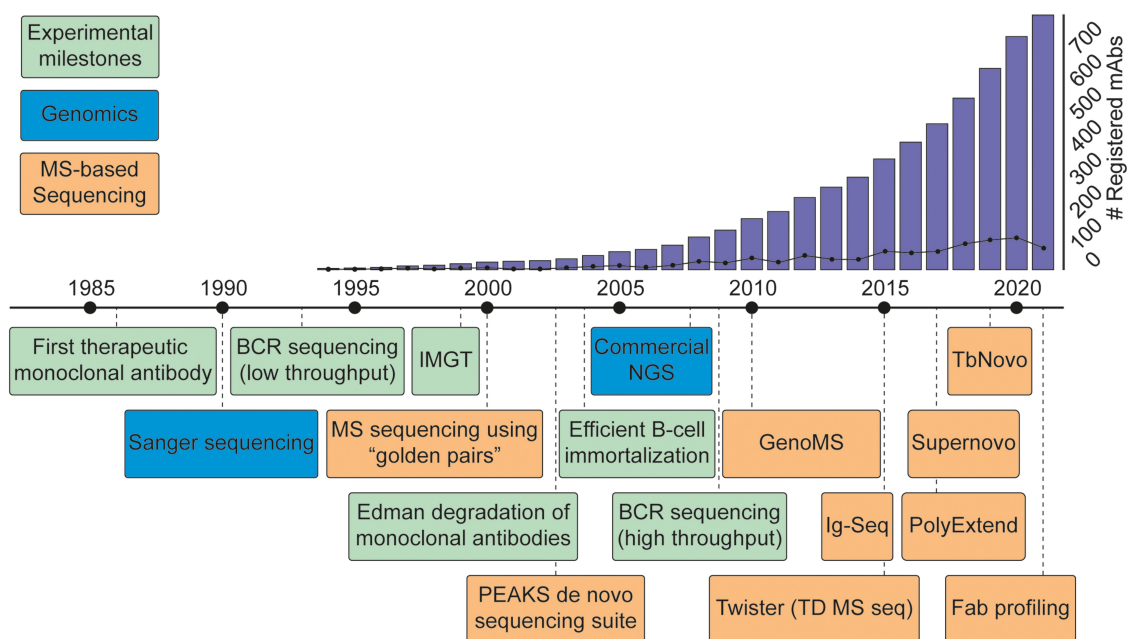 Experimental
milestones
Genomics
MS-based
Sequencing
700
600
500
400
300
200
100
0
# Registered mAbs
1985
1990
1995
2000
2005
2010
2015
2020
First therapeutic
monoclonal antibody
BCR sequencing
(low throughput)
IMGT
Commercial
NGS
TbNovo
Sanger sequencing
MS sequencing using
“golden pairs”
Efficient B-cell
immortalization
GenoMS
Supernovo
Edman degradation of
monoclonal antibodies
BCR sequencing
(high throughput)
Ig-Seq
PolyExtend
PEAKS de novo
sequencing suite
Twister (TD MS seq)
Fab profiling